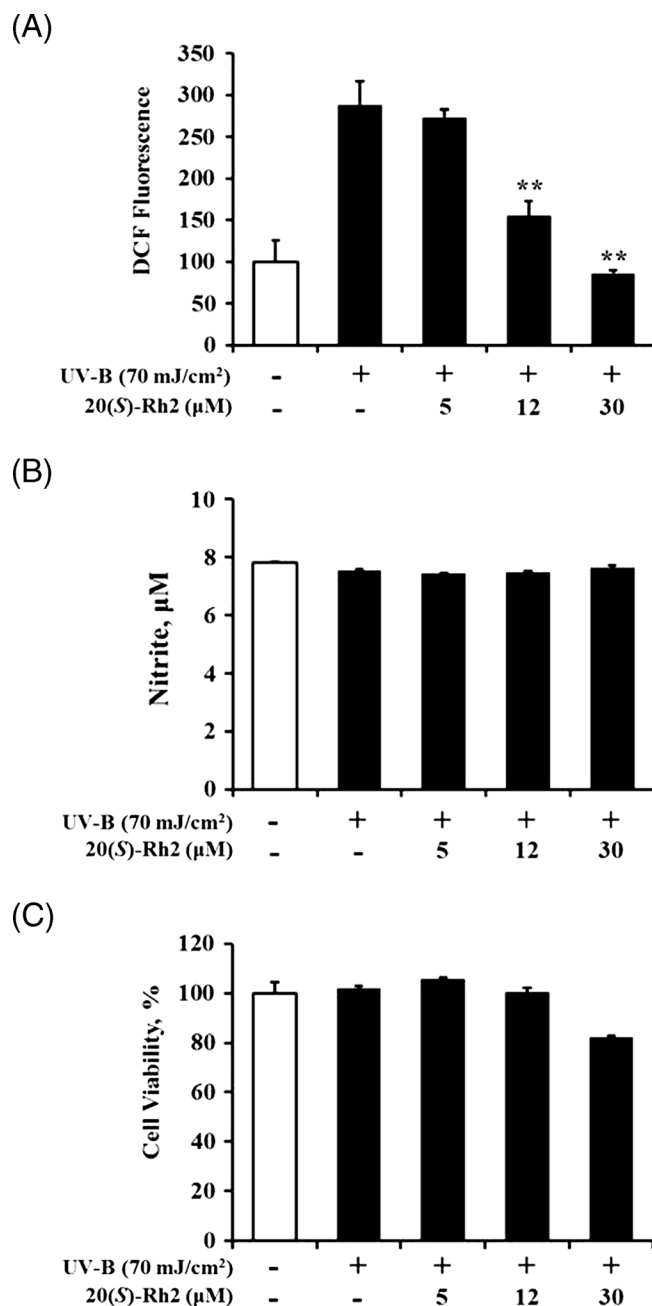 (A)
350
300
250
200
150
100
50
0
DCF Fluorescence
**
**
UV-B (70 mJ/cm²) - + + + +
20(S)-Rh2 (µM) - - 5 12 30
(B)
10
8
6
4
2
0
Nitrite, µM
UV-B (70 mJ/cm²) - + + + +
20(S)-Rh2 (µM) - - 5 12 30
(C)
120
100
80
60
40
20
0
Cell Viability, %
UV-B (70 mJ/cm²) - + + + +
20(S)-Rh2 (µM) - - 5 12 30